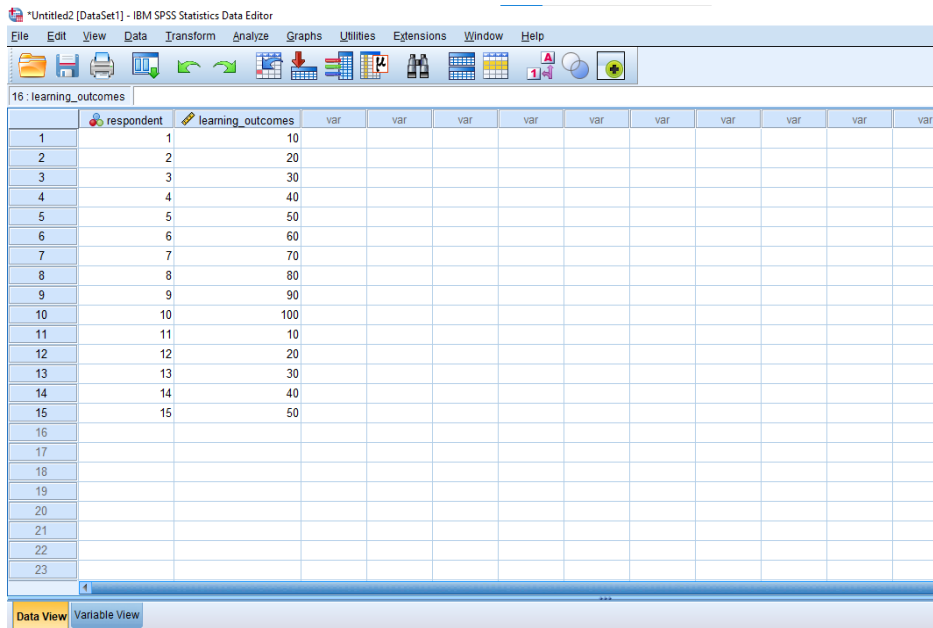 *Untitled2 [DataSet1] - IBM SPSS Statistics Data Editor
File Edit View Data Transform Analyze Graphs Utilities Extensions Window Help
A
14
16 : learning_outcomes
respondent learning_outcomes var var var var var var var var var var
1 1 10
2 2 20
3 3 30
4 4 40
5 5 50
6 6 60
7 7 70
8 8 80
9 9 90
10 10 100
11 11 10
12 12 20
13 13 30
14 14 40
15 15 50
16
17
18
19
20
21
22
23
Data View Variable View